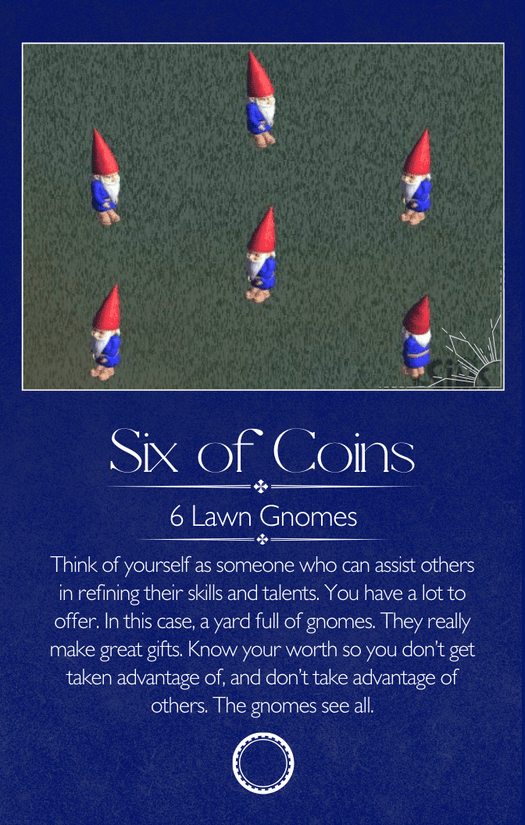 Six of Coins
6 Lawn Gnomes
Think of yourself as someone who can assist others
in refining their skills and talents. You have a lot to
offer. In this case, a yard full of gnomes. They really
make great gifts. Know your worth so you don't get
taken advantage of, and don't take advantage of
others. The gnomes see all.